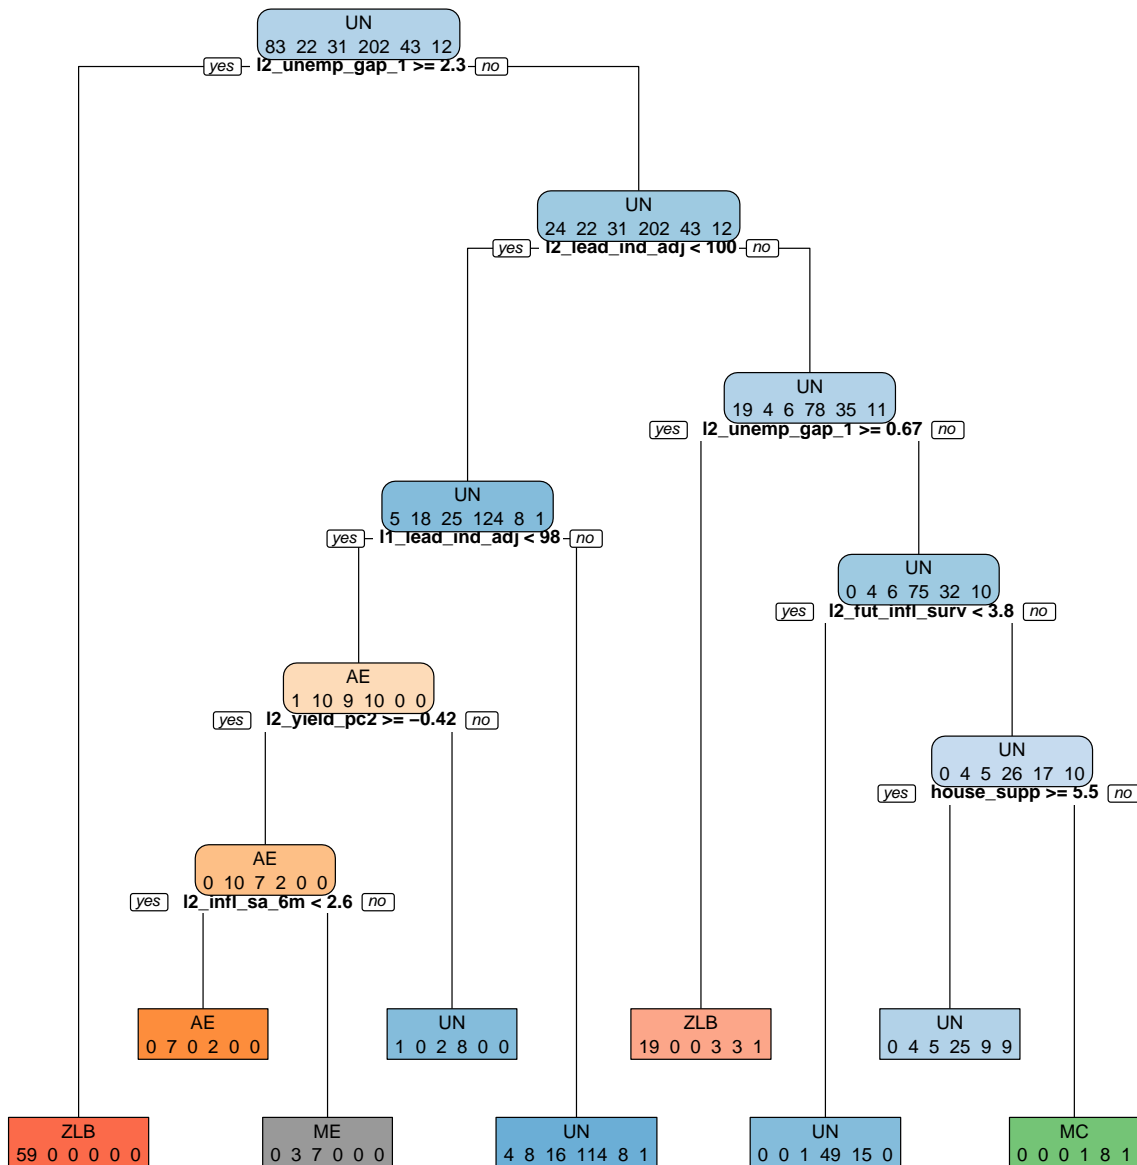 UN
83 22 31 202 43 12
yes l2_unemp_gap_1 >= 2.3 no
UN
24 22 31 202 43 12
yes l2_lead_ind_adj < 100 no
UN
19 4 6 78 35 11
yes l2_unemp_gap_1 >= 0.67 no
UN
5 18 25 124 8 1
yes l1_lead_ind_adj < 98 no
UN
0 4 6 75 32 10
yes l2_fut_infl_surv < 3.8 no
AE
1 10 9 10 0 0
yes l2_yield_pc2 >= −0.42 no
UN
0 4 5 26 17 10
yes house_supp >= 5.5 no
AE
0 10 7 2 0 0
yes l2_infl_sa_6m < 2.6 no
AE
0 7 0 2 0 0
UN
1 0 2 8 0 0
ZLB
19 0 0 3 3 1
UN
0 4 5 25 9 9
ZLB
59 0 0 0 0 0
ME
0 3 7 0 0 0
UN
4 8 16 114 8 1
UN
0 0 1 49 15 0
MC
0 0 0 1 8 1